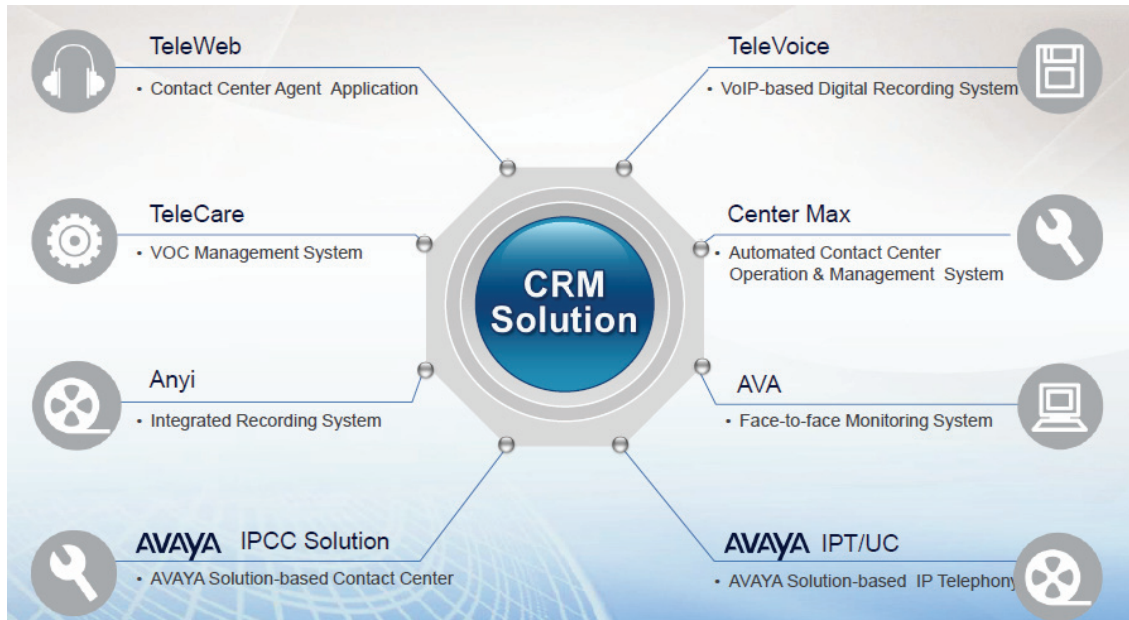 TeleWeb
• Contact Center Agent Application
TeleCare
• VOC Management System
Anyi
• Integrated Recording System
AVAYA IPCC Solution
• AVAYA Solution-based Contact Center
CRM
Solution
TeleVoice
• VoIP-based Digital Recording System
Center Max
• Automated Contact Center
Operation & Management System
AVA
• Face-to-face Monitoring System
AVAYA IPT/UC
• AVAYA Solution-based IP Telephony